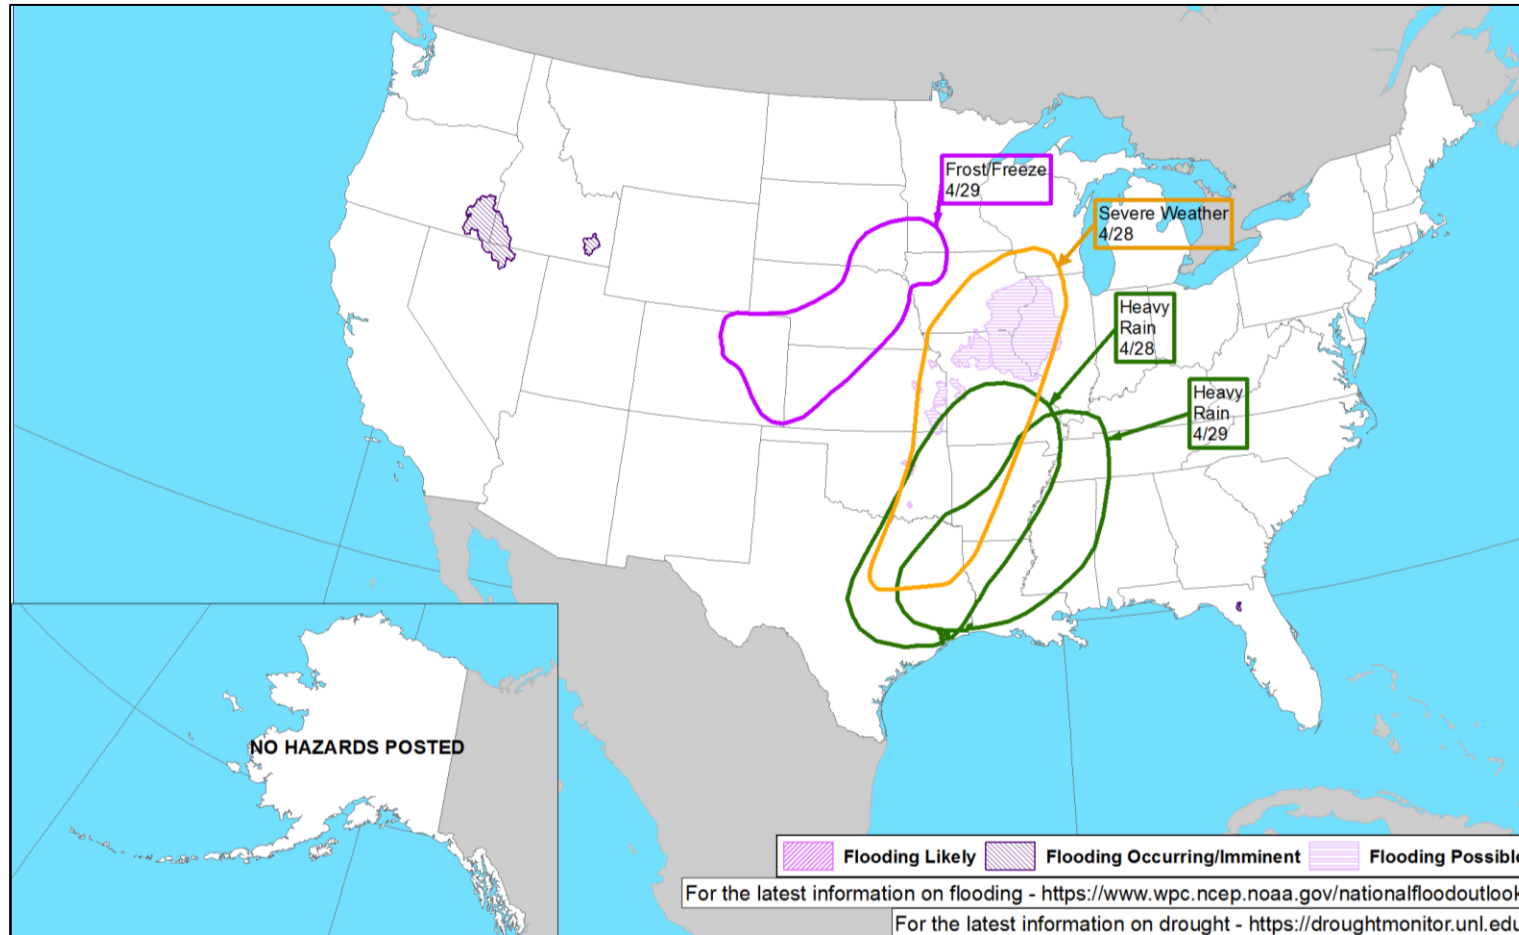 Frost/Freeze
4/29
Severe Weather
4/28
Heavy
Rain
4/28
Heavy
Rain
4/29
NO HAZARDS POSTED
Flooding Likely
Flooding Occurring/Imminent
Flooding Possible
For the latest information on flooding - https://www.wpc.ncep.noaa.gov/nationalfloodoutlook
For the latest information on drought - https://droughtmonitor.unl.edu